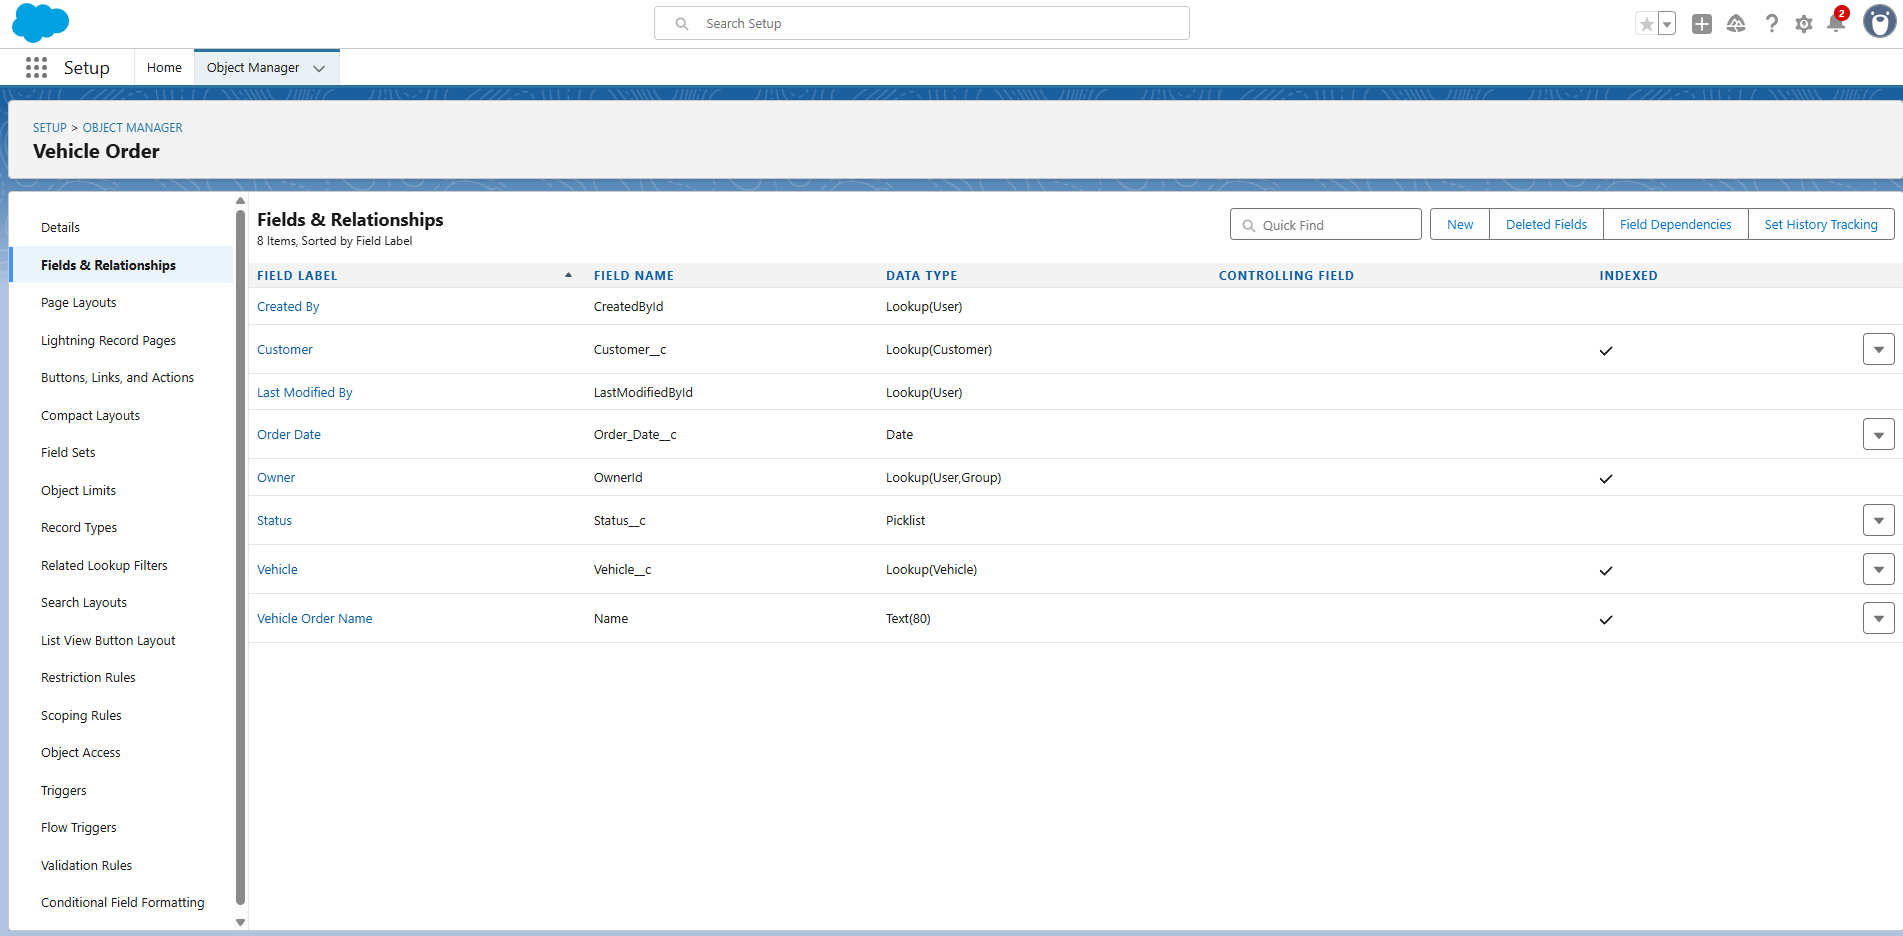 Search Setup
2
Setup
Home
Object Manager
SETUP > OBJECT MANAGER
Vehicle Order
Details
Fields & Relationships
Page Layouts
Lightning Record Pages
Buttons, Links, and Actions
Compact Layouts
Field Sets
Object Limits
Record Types
Related Lookup Filters
Search Layouts
List View Button Layout
Restriction Rules
Scoping Rules
Object Access
Triggers
Flow Triggers
Validation Rules
Conditional Field Formatting
Fields & Relationships
8 Items, Sorted by Field Label
Quick Find
New
Deleted Fields
Field Dependencies
Set History Tracking
FIELD LABEL FIELD NAME DATA TYPE CONTROLLING FIELD INDEXED
Created By CreatedById Lookup(User)
Customer Customer__c Lookup(Customer)
Last Modified By LastModifiedById Lookup(User)
Order Date Order_Date__c Date
Owner OwnerId Lookup(User,Group)
Status Status__c Picklist
Vehicle Vehicle__c Lookup(Vehicle)
Vehicle Order Name Name Text(80)